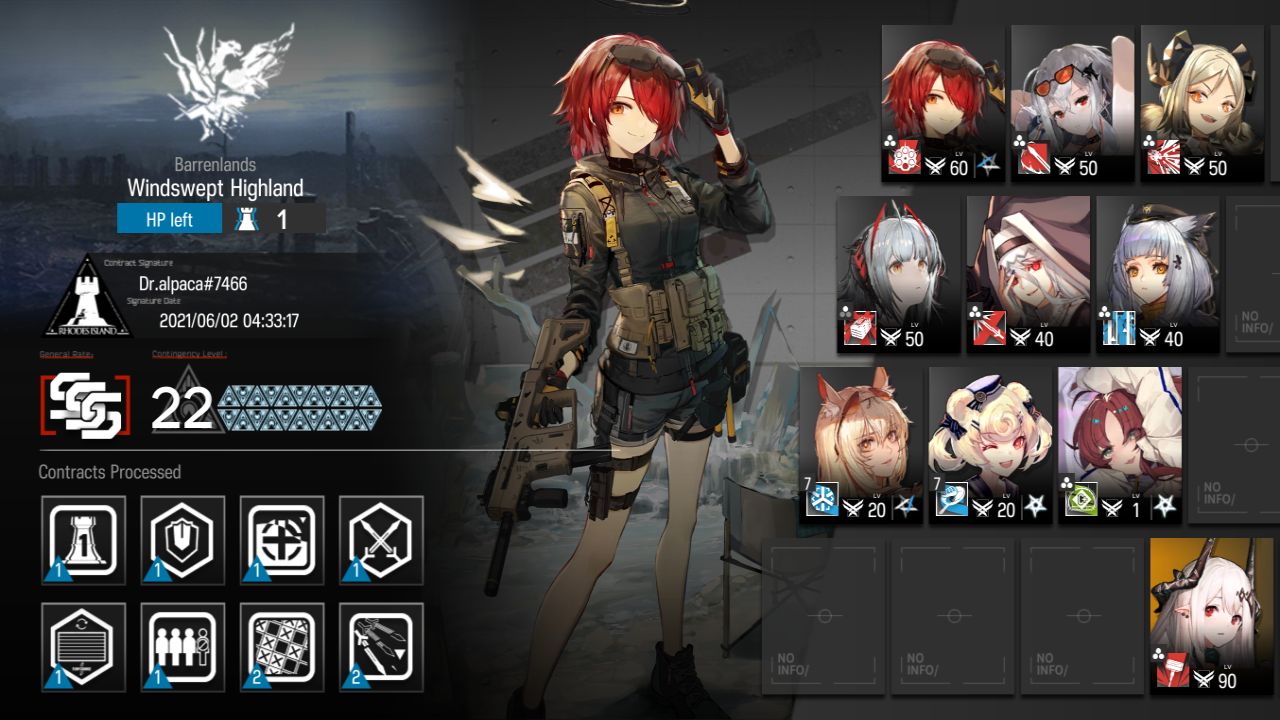 Barrenlands
Windswept Highland
HP left 1
Contract Signature
Dr.alpaca#7466
Signature Date
2021/06/02 04:33:17
RHODES ISLAND
General Rate:
Contingency Level:
SSS
22
Contracts Processed
1
1 1 1 1
1 1 2 2
LV 60
LV 50
LV 50
LV 50
LV 40
LV 40
NO INFO/
7 LV 20
7 LV 20
LV 1
NO INFO/
NO INFO/
NO INFO/
NO INFO/
LV 90